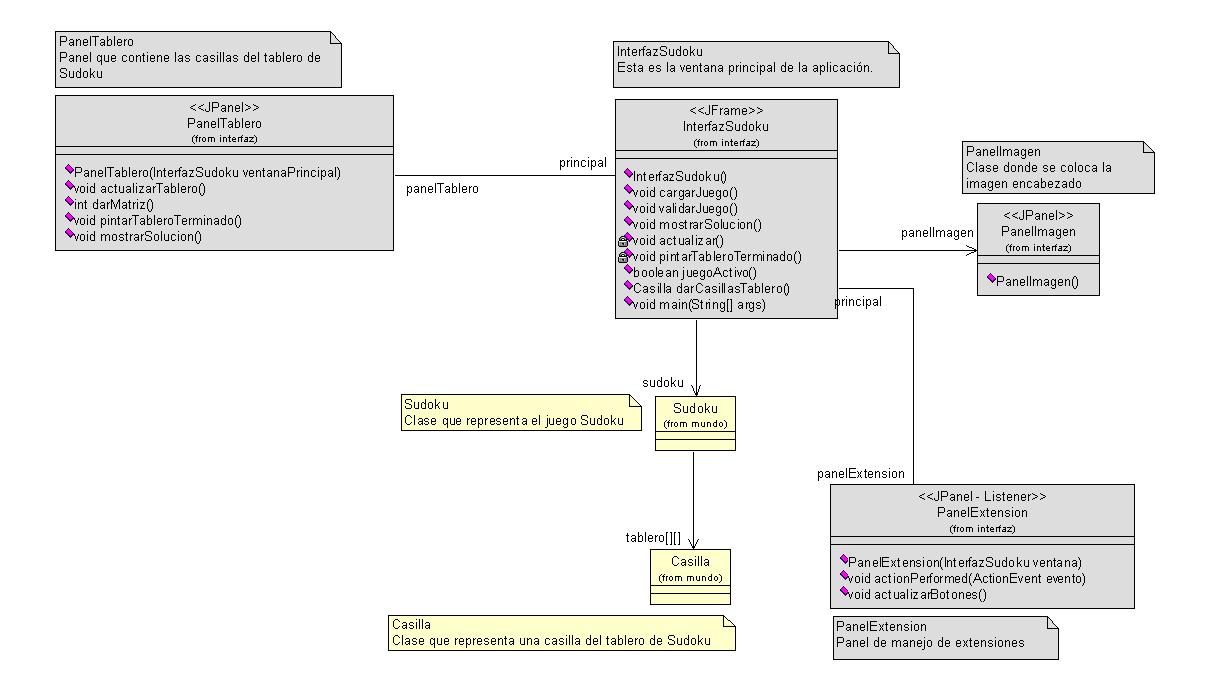 PanelTablero
Panel que contiene las casillas del tablero de
Sudoku
<<JPanel>>
PanelTablero
(from interfaz)
PanelTablero(InterfazSudoku ventanaPrincipal)
void actualizarTablero()
int darMatriz()
void pintarTableroTerminado()
void mostrarSolucion()
panelTablero
principal
InterfazSudoku
Esta es la ventana principal de la aplicación.
<<JFrame>>
InterfazSudoku
(from interfaz)
InterfazSudoku()
void cargarJuego()
void validarJuego()
void mostrarSolucion()
void actualizar()
void pintarTableroTerminado()
boolean juegoActivo()
Casilla darCasillasTablero()
void main(String[] args)
PanelImagen
Clase donde se coloca la
imagen encabezado
panelImagen
<<JPanel>>
PanelImagen
(from interfaz)
PanelImagen()
principal
sudoku
Sudoku
Clase que representa el juego Sudoku
Sudoku
(from mundo)
tablero[][]
Casilla
(from mundo)
Casilla
Clase que representa una casilla del tablero de Sudoku
panelExtension
<<JPanel - Listener>>
PanelExtension
(from interfaz)
PanelExtension(InterfazSudoku ventana)
void actionPerformed(ActionEvent evento)
void actualizarBotones()
PanelExtension
Panel de manejo de extensiones